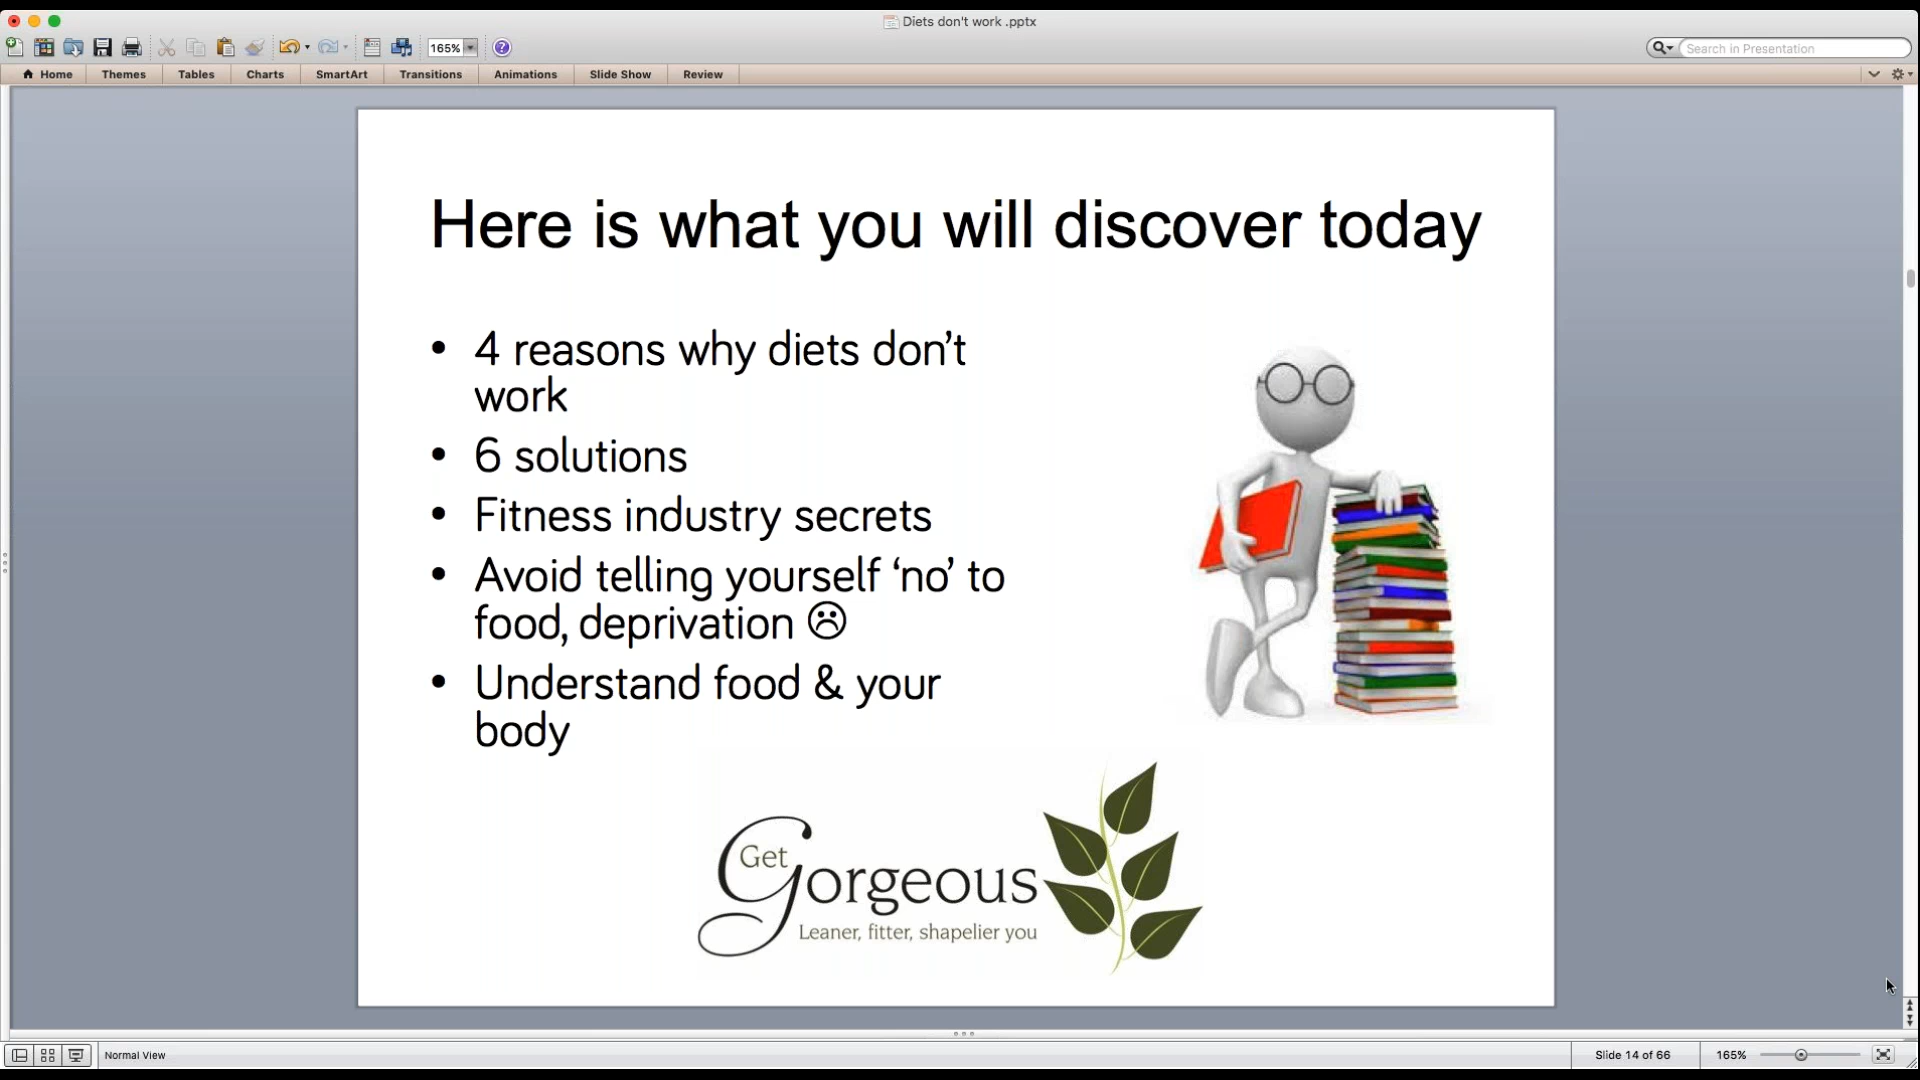 Diets don't work .pptx
165%
Search in Presentation
Home Themes Tables Charts SmartArt Transitions Animations Slide Show Review
Here is what you will discover today
• 4 reasons why diets don’t
work
• 6 solutions
• Fitness industry secrets
• Avoid telling yourself ‘no’ to
food, deprivation ☹
• Understand food & your
body
Get
Gorgeous
Leaner, fitter, shapelier you
Normal View Slide 14 of 66 165%